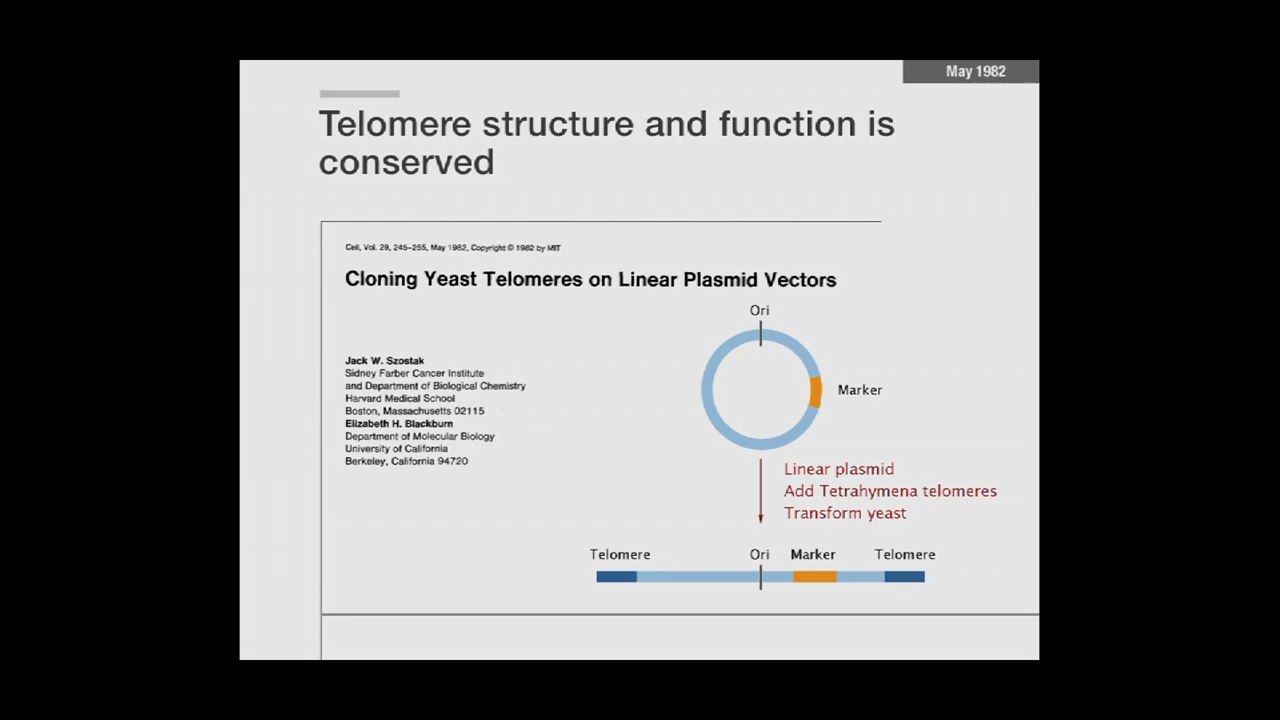 May 1982
Telomere structure and function is
conserved
Cell, Vol. 29, 245–255, May 1982, Copyright © 1982 by MIT
Cloning Yeast Telomeres on Linear Plasmid Vectors
Jack W. Szostak
Sidney Farber Cancer Institute
and Department of Biological Chemistry
Harvard Medical School
Boston, Massachusetts 02115
Elizabeth H. Blackburn
Department of Molecular Biology
University of California
Berkeley, California 94720
Ori
Marker
Linear plasmid
Add Tetrahymena telomeres
Transform yeast
Telomere Ori Marker Telomere